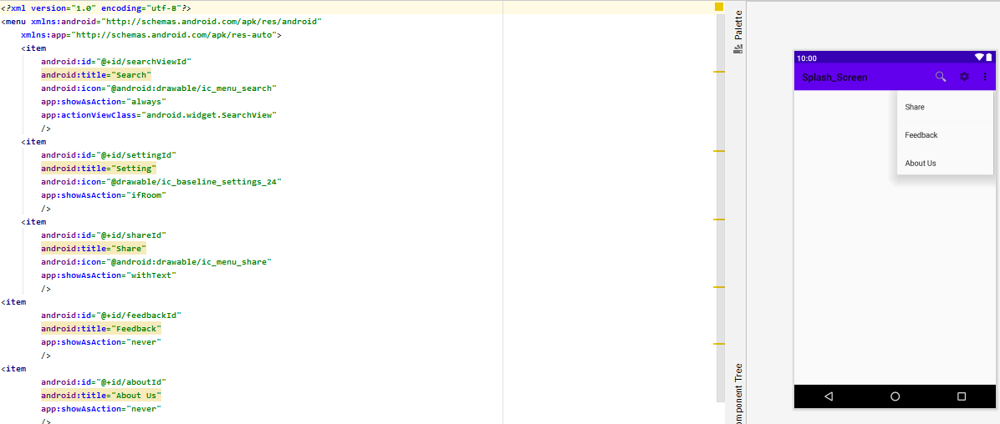 <?xml version="1.0" encoding="utf-8"?>
<menu xmlns:android="http://schemas.android.com/apk/res/android"
    xmlns:app="http://schemas.android.com/apk/res-auto">
    <item
        android:id="@+id/searchViewId"
        android:title="Search"
        android:icon="@android:drawable/ic_menu_search"
        app:showAsAction="always"
        app:actionViewClass="android.widget.SearchView"
        />
    <item
        android:id="@+id/settingId"
        android:title="Setting"
        android:icon="@drawable/ic_baseline_settings_24"
        app:showAsAction="ifRoom"
        />
    <item
        android:id="@+id/shareId"
        android:title="Share"
        android:icon="@android:drawable/ic_menu_share"
        app:showAsAction="withText"
        />
<item
        android:id="@+id/feedbackId"
        android:title="Feedback"
        app:showAsAction="never"
        />
<item
        android:id="@+id/aboutId"
        android:title="About Us"
        app:showAsAction="never"
        />
Palette
omponent Tree
10:00
Splash_Screen
Share
Feedback
About Us